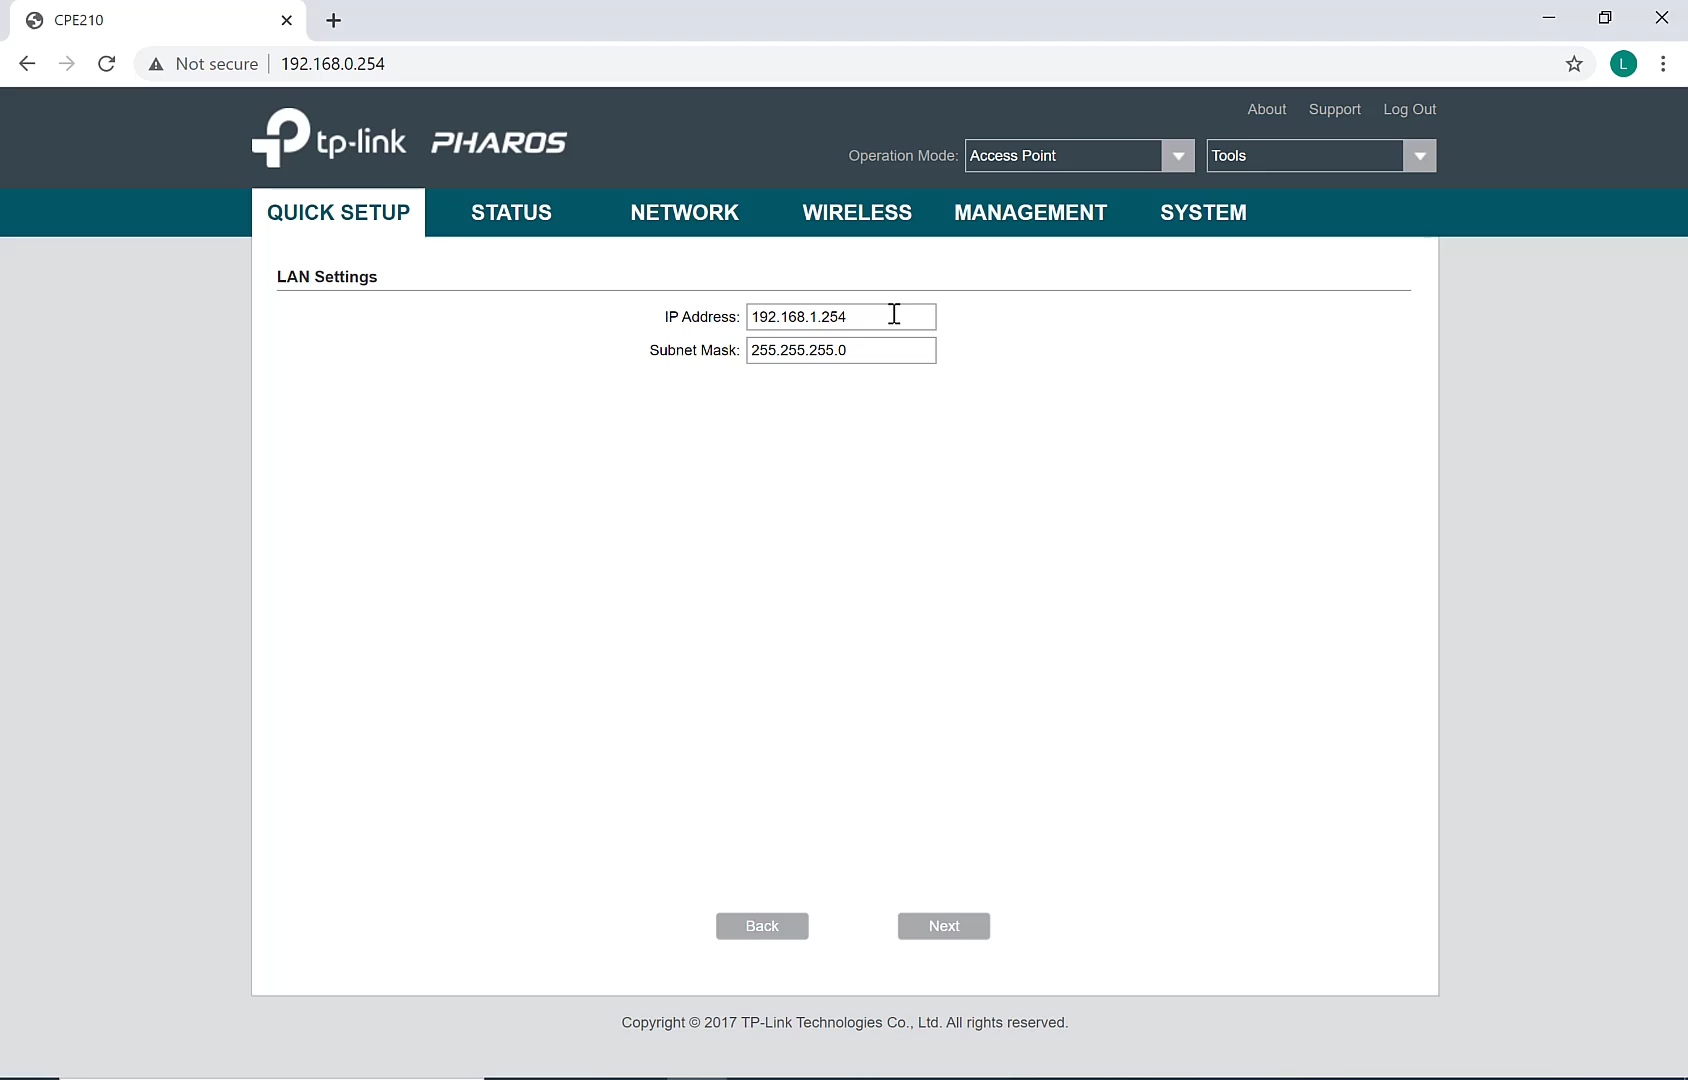 CPE210
Not secure 192.168.0.254
L
About Support Log Out
tp-link PHAROS
Operation Mode: Access Point Tools
QUICK SETUP STATUS NETWORK WIRELESS MANAGEMENT SYSTEM
LAN Settings
IP Address: 192.168.1.254
Subnet Mask: 255.255.255.0
Back Next
Copyright © 2017 TP-Link Technologies Co., Ltd. All rights reserved.